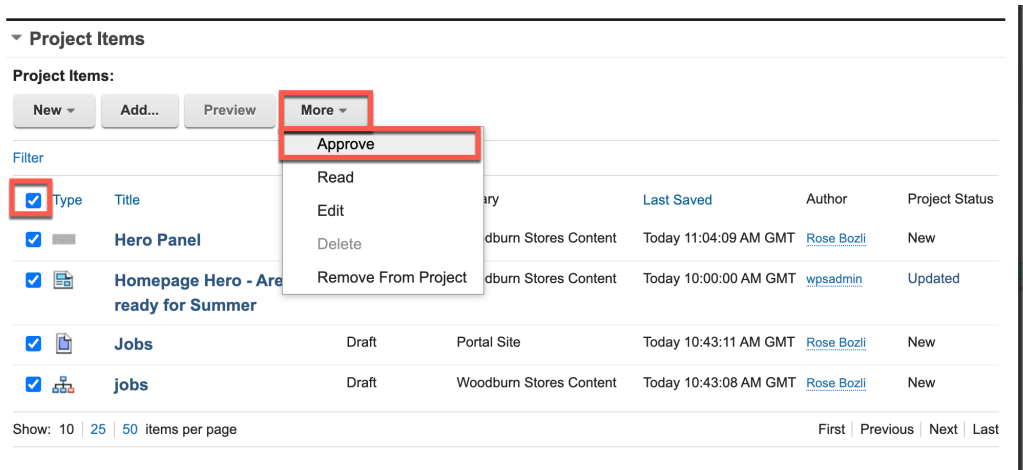 Project Items
Project Items:
New Add... Preview More
Approve
Filter
Read
Type Title Last Saved Author Project Status
Edit
Hero Panel Stores Content Today 11:04:09 AM GMT Rose Bozli New
Delete
Homepage Hero - Are Stores Content Today 10:00:00 AM GMT wpsadmin Updated
Remove From Project
ready for Summer
Jobs Draft Portal Site Today 10:43:11 AM GMT Rose Bozli New
jobs Draft Woodburn Stores Content Today 10:43:08 AM GMT Rose Bozli New
Show: 10 25 50 items per page First Previous Next Last